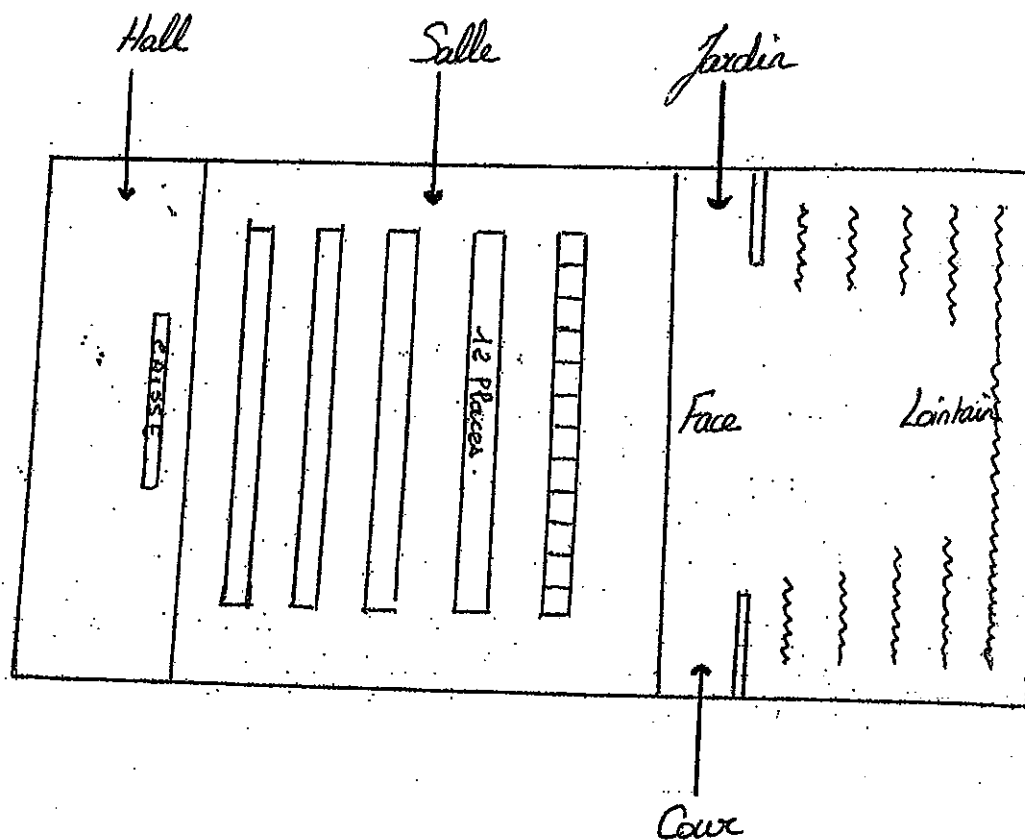 Hall
Salle
Jardin
CAISSE
12 Places.
Face
Lointain
Cour